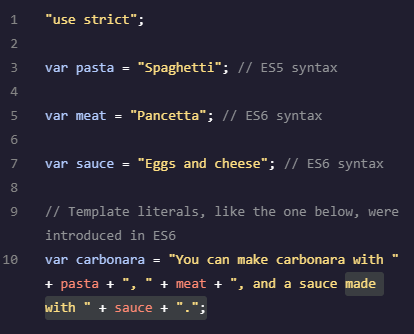 1 "use strict";
2
3 var pasta = "Spaghetti"; // ES5 syntax
4
5 var meat = "Pancetta"; // ES6 syntax
6
7 var sauce = "Eggs and cheese"; // ES6 syntax
8
9 // Template literals, like the one below, were
introduced in ES6
10 var carbonara = "You can make carbonara with "
+ pasta + ", " + meat + ", and a sauce made
with " + sauce + ".";